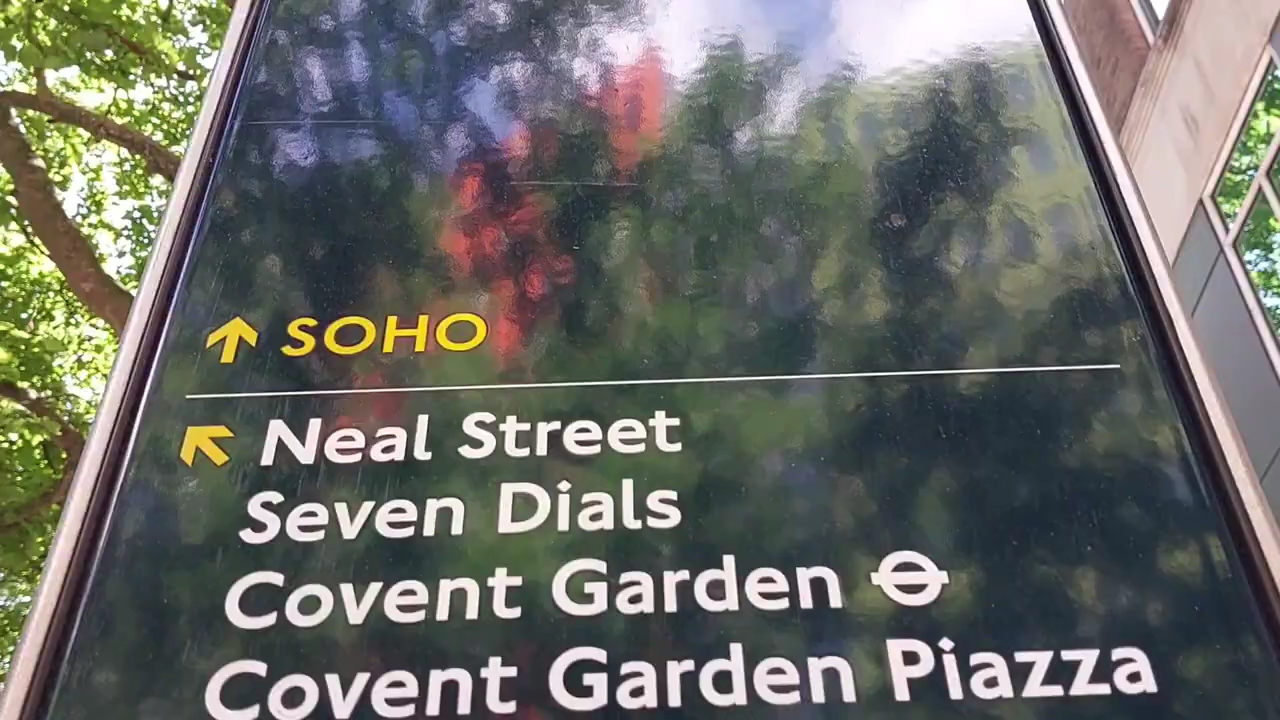 ↑ SOHO
↖ Neal Street
Seven Dials
Covent Garden
Covent Garden Piazza